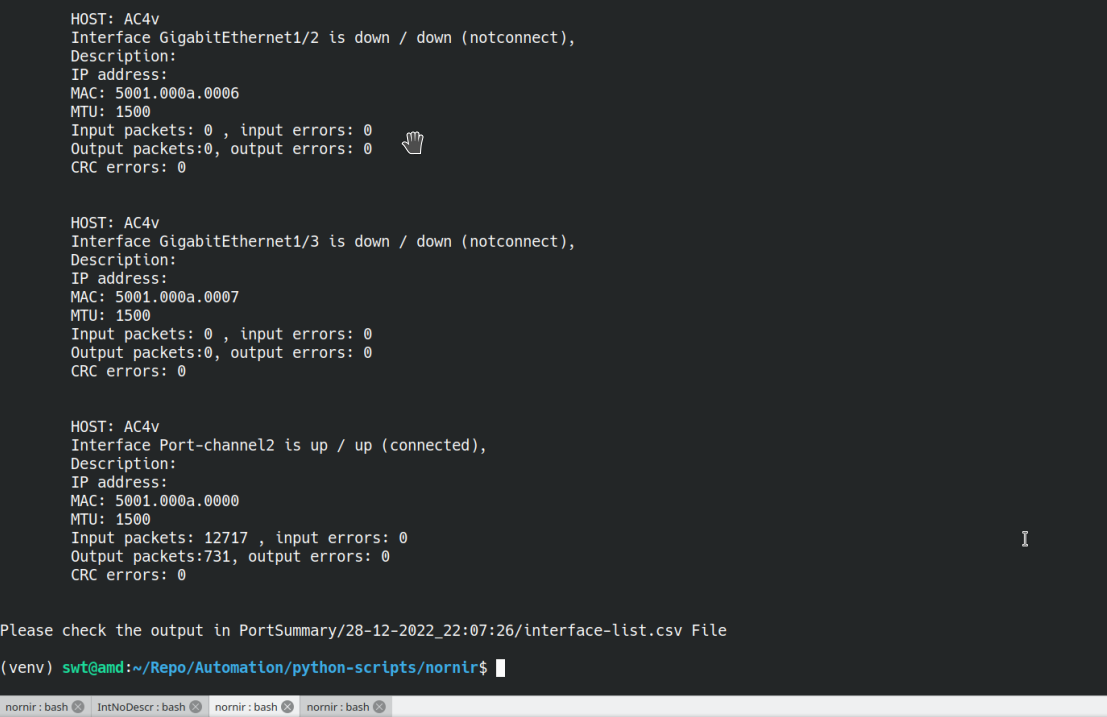 HOST: AC4v
Interface GigabitEthernet1/2 is down / down (notconnect),
Description:
IP address:
MAC: 5001.000a.0006
MTU: 1500
Input packets: 0 , input errors: 0
Output packets:0, output errors: 0
CRC errors: 0
HOST: AC4v
Interface GigabitEthernet1/3 is down / down (notconnect),
Description:
IP address:
MAC: 5001.000a.0007
MTU: 1500
Input packets: 0 , input errors: 0
Output packets:0, output errors: 0
CRC errors: 0
HOST: AC4v
Interface Port-channel2 is up / up (connected),
Description:
IP address:
MAC: 5001.000a.0000
MTU: 1500
Input packets: 12717 , input errors: 0
Output packets:731, output errors: 0
CRC errors: 0
Please check the output in PortSummary/28-12-2022_22:07:26/interface-list.csv File
(venv) swt@amd:~/Repo/Automation/python-scripts/nornir$
nornir : bash IntNoDescr : bash nornir : bash nornir : bash